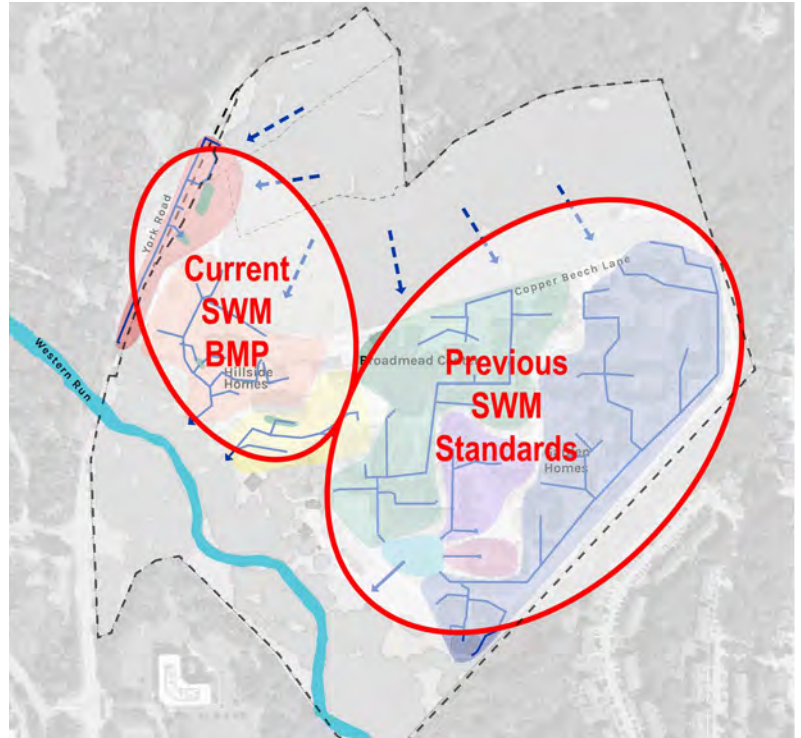 York Road
Current
SWM
BMP
Hillside
Homes
Western Run
Copper Beech Lane
Broadmead
Previous
SWM
Standards
Homes